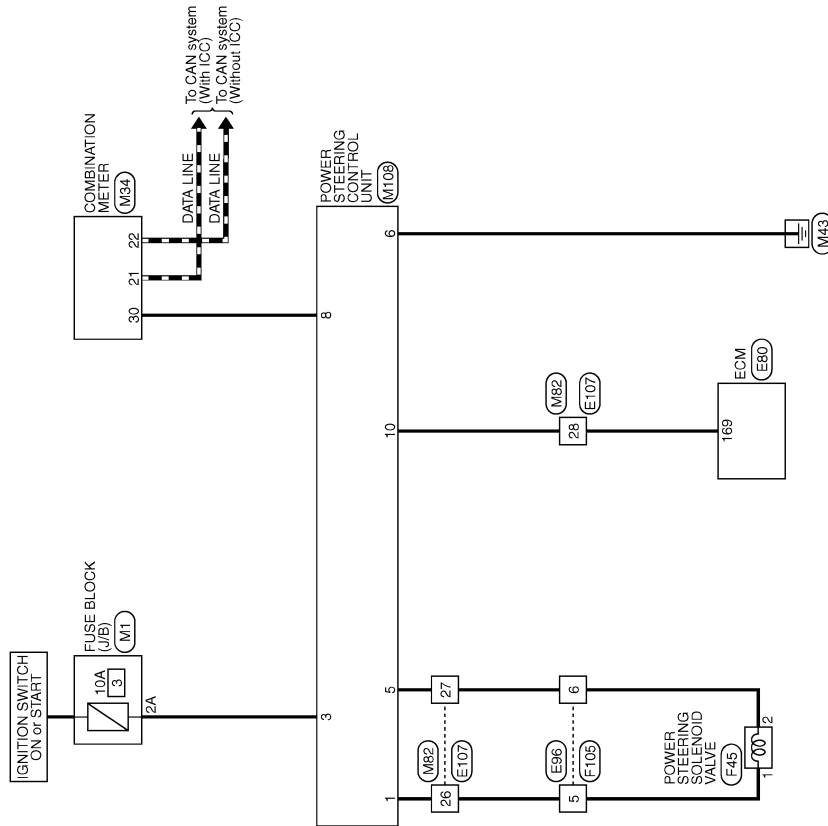 IGNITION SWITCH
ON or START
FUSE BLOCK
(J/B)
M1
10A
3
2A
COMBINATION
METER
M34
30
21
22
DATA LINE
DATA LINE
To CAN system
(With ICC)
To CAN system
(Without ICC)
POWER
STEERING
CONTROL
UNIT
M108
3
8
1
5
10
6
M82
E107
26
27
E96
F105
5
6
POWER
STEERING
SOLENOID
VALVE
F45
1
2
M82
E107
28
169
ECM
E80
M43